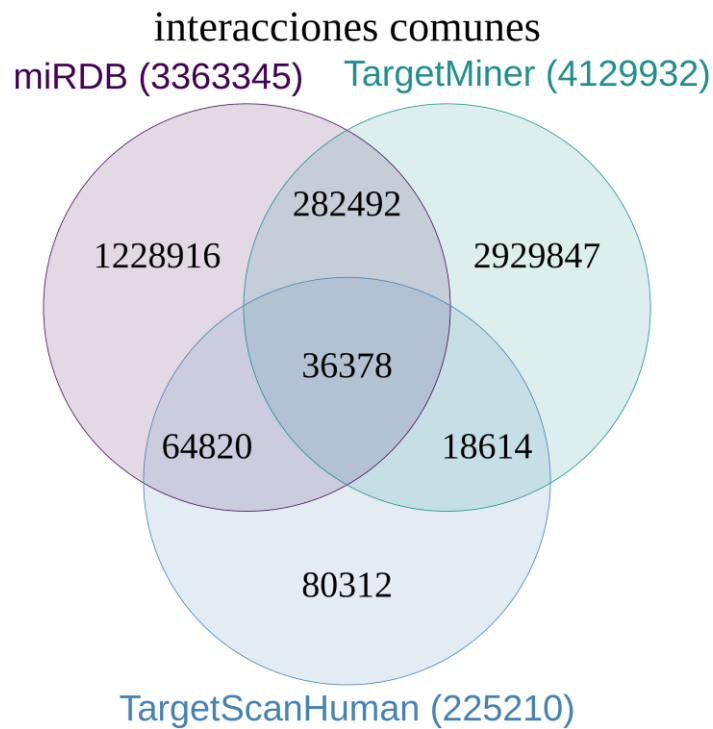 interacciones comunes
miRDB (3363345) TargetMiner (4129932)
282492
1228916 2929847
36378
64820 18614
80312
TargetScanHuman (225210)